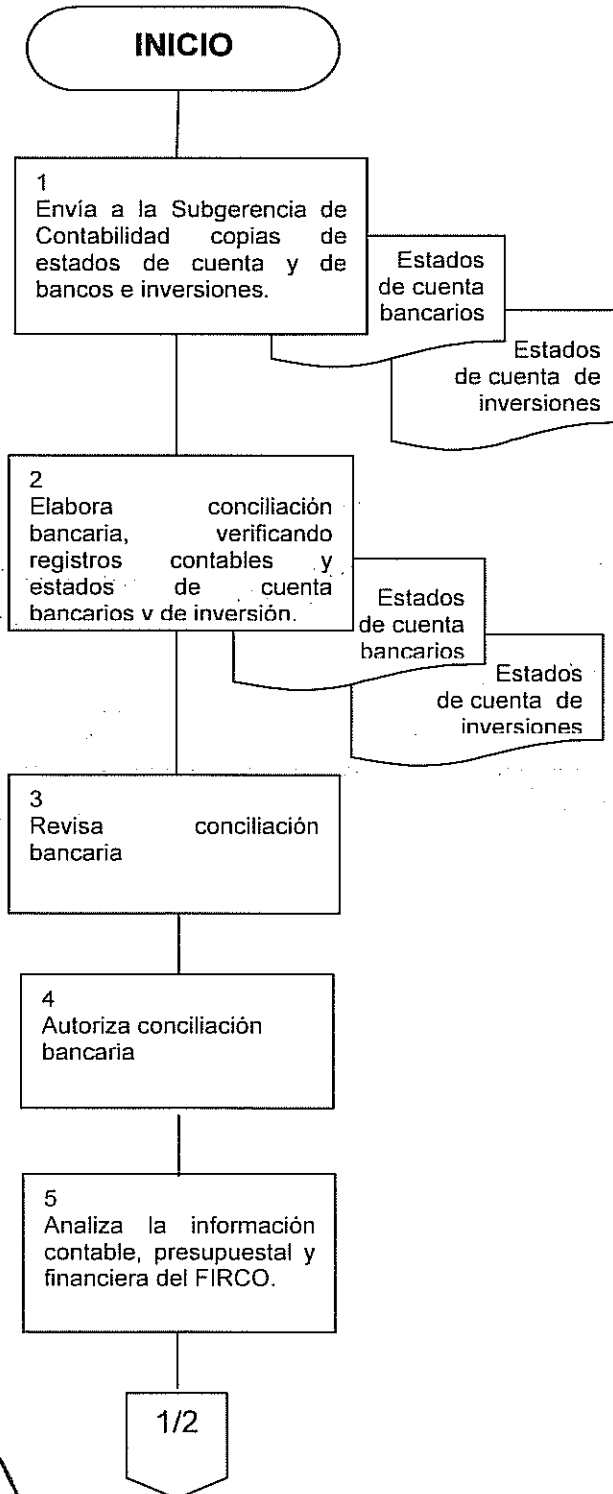 INICIO
1
Envía a la Subgerencia de
Contabilidad copias de
estados de cuenta y de
bancos e inversiones.
Estados
de cuenta
bancarios
Estados
de cuenta de
inversiones
2
Elabora conciliación
bancaria, verificando
registros contables y
estados de cuenta
bancarios y de inversión.
Estados
de cuenta
bancarios
Estados
de cuenta de
inversiones
3
Revisa conciliación
bancaria
4
Autoriza conciliación
bancaria
5
Analiza la información
contable, presupuestal y
financiera del FIRCO.
1/2